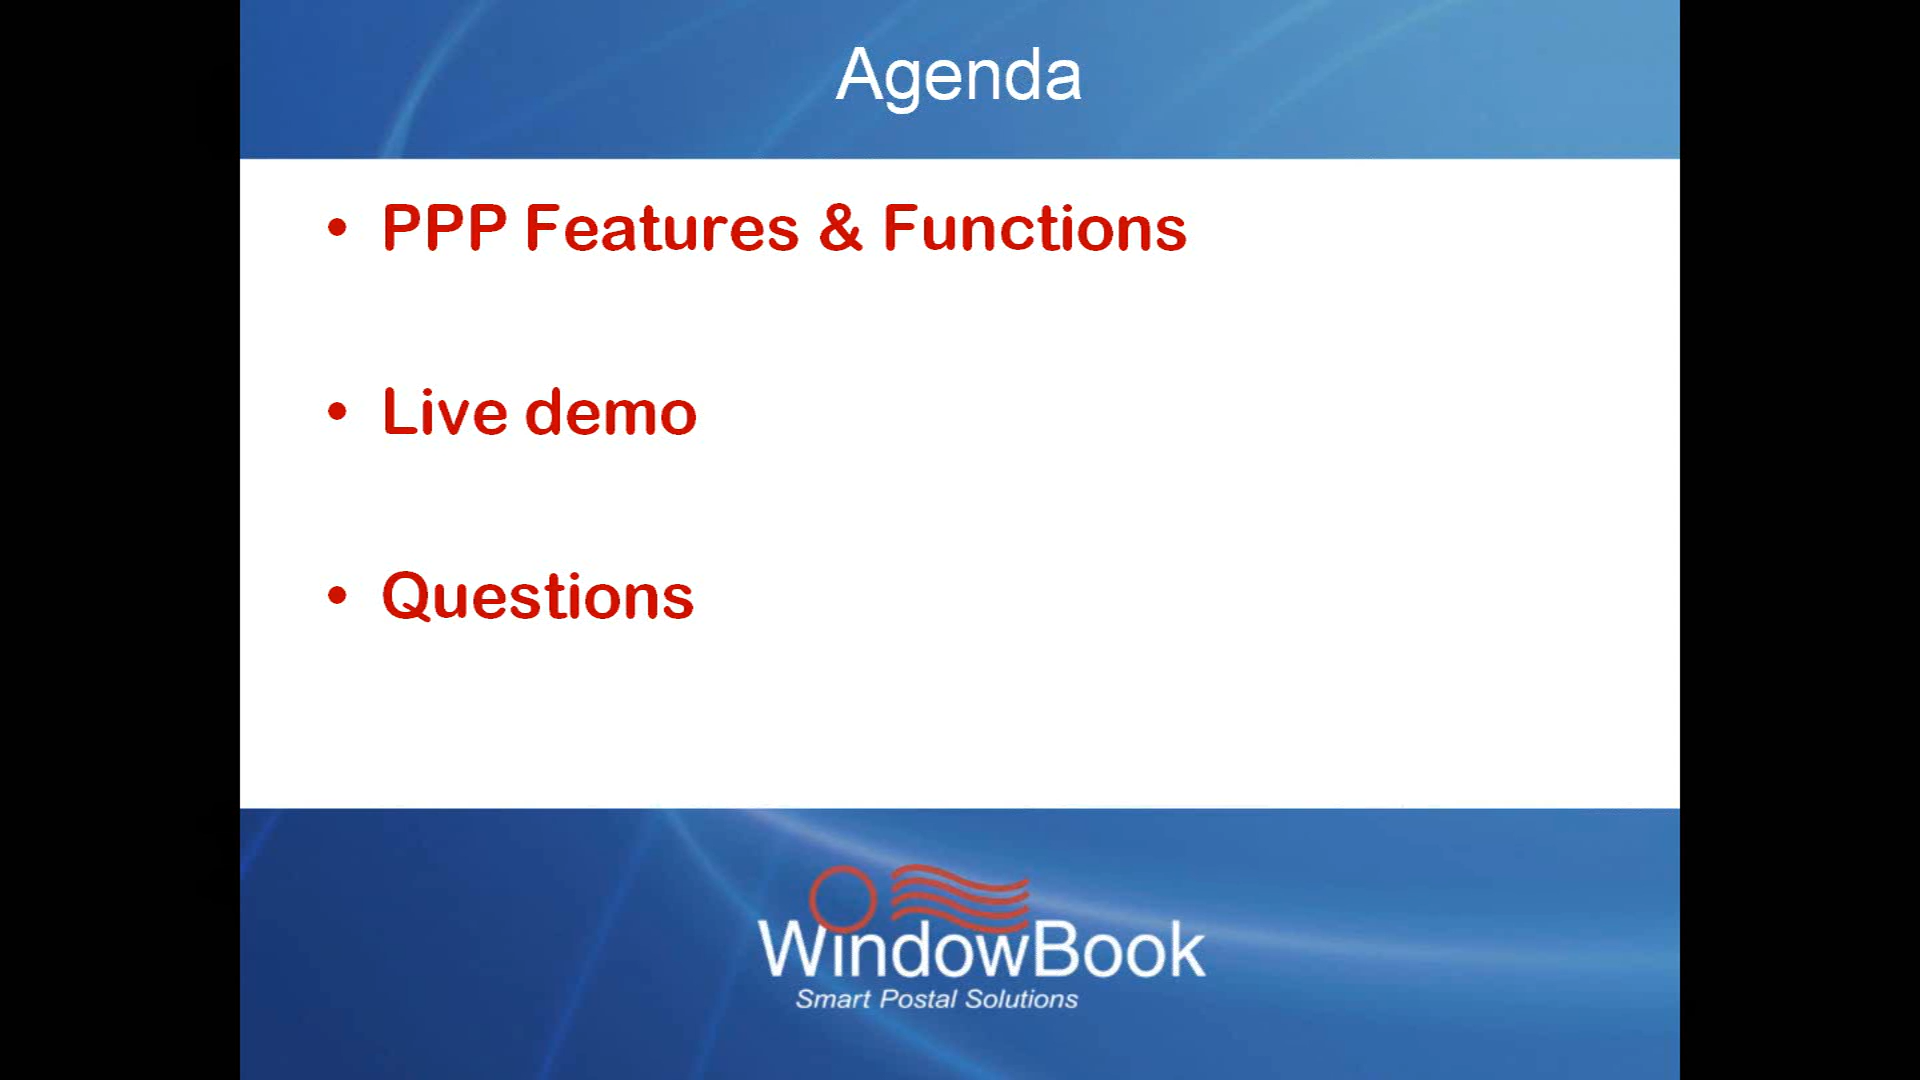 Agenda
• PPP Features & Functions
• Live demo
• Questions
WindowBook
Smart Postal Solutions